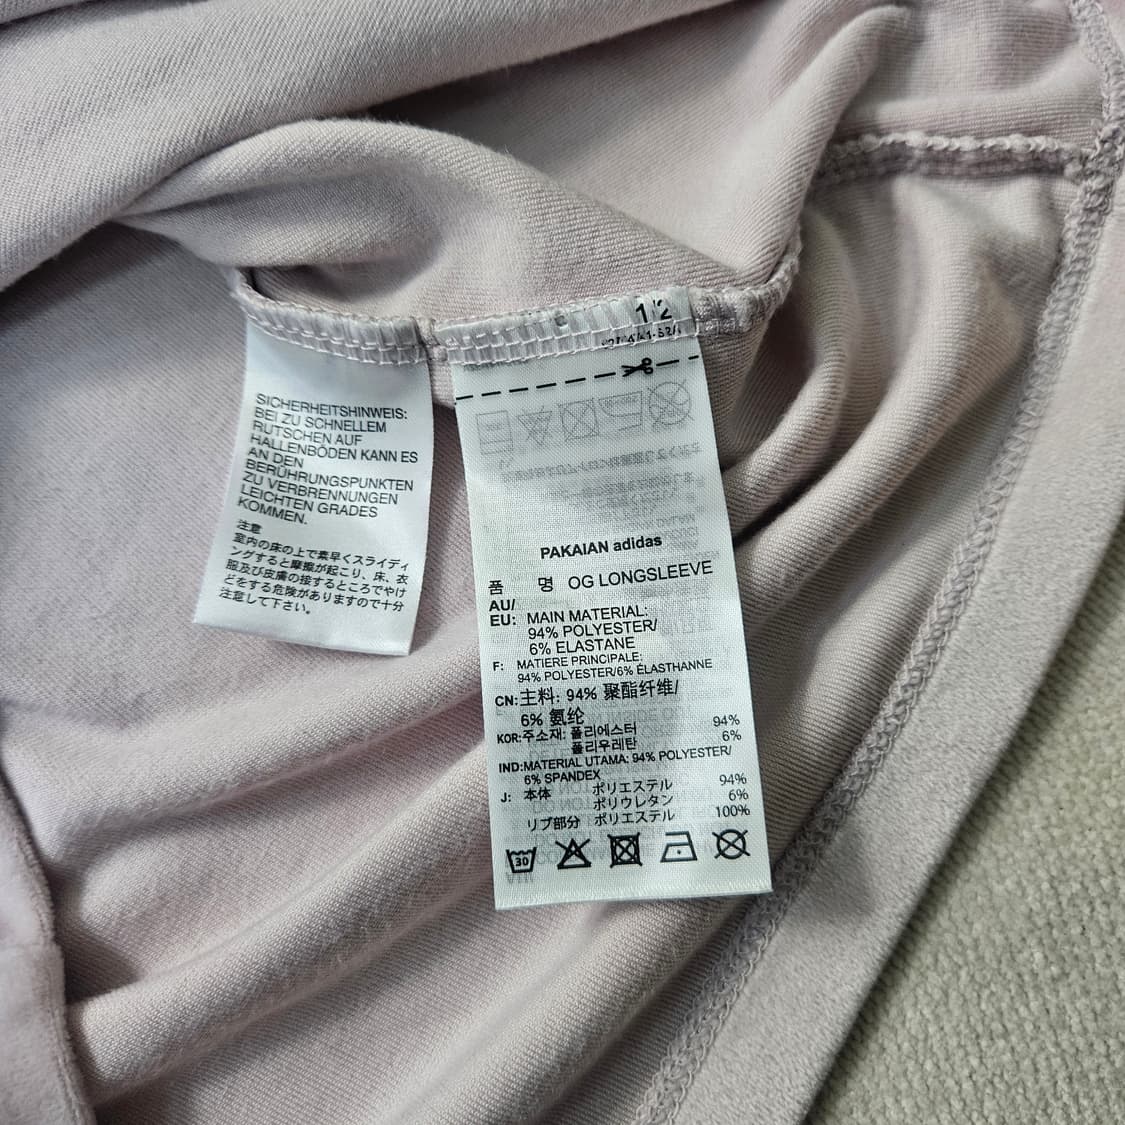 SICHERHEITSHINWEIS:
BEI ZU SCHNELLEM
RUTSCHEN AUF
HALLENBÖDEN KANN ES
AN DEN
BERÜHRUNGSPUNKTEN
ZU VERBRENNUNGEN
LEICHTEN GRADES
KOMMEN.
注意
室内の床の上で素早くスライディ
ングすると摩擦が起こり、床、衣
服及び皮膚の接するところでやけ
どをする危険がありますので十分
注意して下さい。
1/2
PAKAIAN adidas
品 名 OG LONGSLEEVE
AU/
EU: MAIN MATERIAL:
94% POLYESTER/
6% ELASTANE
F: MATIERE PRINCIPALE:
94% POLYESTER/6% ÉLASTHANNE
CN: 主料: 94% 聚酯纤维/
6% 氨纶
KOR: 주소재: 폴리에스터 94%
폴리우레탄 6%
IND: MATERIAL UTAMA: 94% POLYESTER/
6% SPANDEX
J: 本体 ポリエステル 94%
ポリウレタン 6%
リブ部分 ポリエステル 100%
30